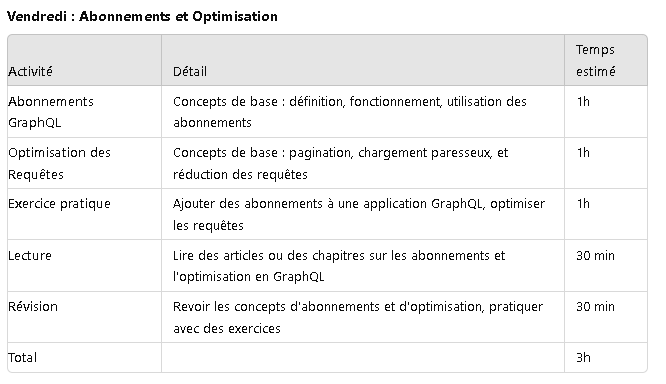 Vendredi : Abonnements et Optimisation
Temps
Activité Détail estimé
Abonnements Concepts de base : définition, fonctionnement, utilisation des 1h
GraphQL abonnements
Optimisation des Concepts de base : pagination, chargement paresseux, et 1h
Requêtes réduction des requêtes
Exercice pratique Ajouter des abonnements à une application GraphQL, optimiser 1h
les requêtes
Lecture Lire des articles ou des chapitres sur les abonnements et 30 min
l'optimisation en GraphQL
Révision Revoir les concepts d'abonnements et d'optimisation, pratiquer 30 min
avec des exercices
Total 3h